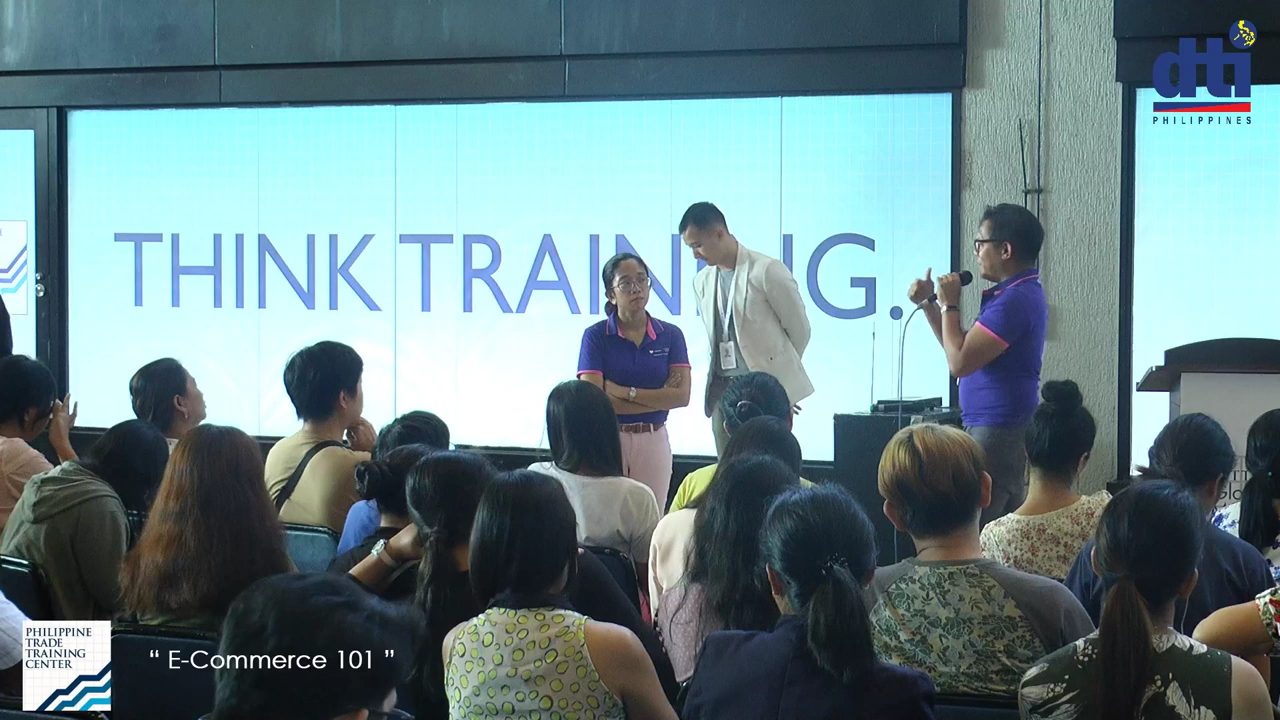 dti
PHILIPPINES
THINK TRAINING.
PHILIPPINE
TRADE
TRAINING
CENTER
“ E-Commerce 101 ”